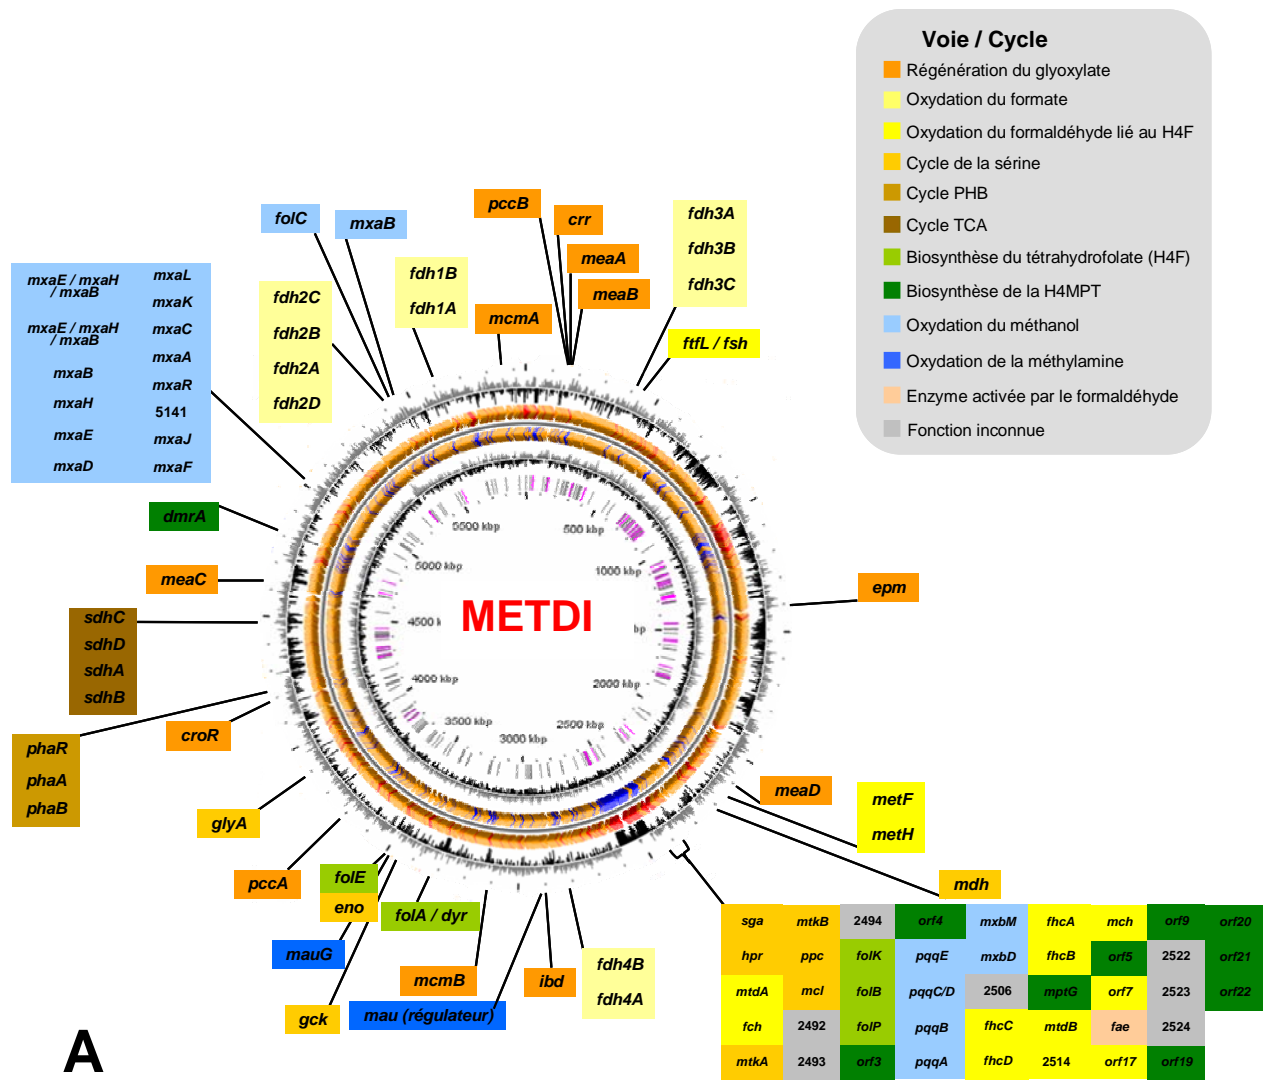 Voie / Cycle
Régénération du glyoxylate
Oxydation du formate
Oxydation du formaldéhyde lié au H4F
Cycle de la sérine
Cycle PHB
Cycle TCA
Biosynthèse du tétrahydrofolate (H4F)
Biosynthèse de la H4MPT
Oxydation du méthanol
Oxydation de la méthylamine
Enzyme activée par le formaldéhyde
Fonction inconnue
folC
mxaB
pccB
crr
meaA
meaB
mcmA
fdh3A
fdh3B
fdh3C
ftfL / fsh
fdh1B
fdh1A
fdh2C
fdh2B
fdh2A
fdh2D
mxaE / mxaH
/ mxaB
mxaE / mxaH
/ mxaB
mxaB
mxaH
mxaE
mxaD
mxaL
mxaK
mxaC
mxaA
mxaR
5141
mxaJ
mxaF
dmrA
meaC
sdhC
sdhD
sdhA
sdhB
phaR
phaA
phaB
croR
glyA
pccA
folE
eno
mauG
gck
folA / dyr
mcmB
mau (régulateur)
ibd
fdh4B
fdh4A
epm
meaD
metF
metH
mdh
METDI
500 kbp
1000 kbp
bp
2000 kbp
2500 kbp
3000 kbp
3500 kbp
4000 kbp
4500 k
5000 kbp
5500 kbp
sga mtkB 2494 orf4 mxbM fhcA mch orf9 orf20
hpr ppc folK pqqE mxbD fhcB orf5 2522 orf21
mtdA mcl folB pqqC/D 2506 mptG orf7 2523 orf22
fch 2492 folP pqqB fhcC mtdB fae 2524
mtkA 2493 orf3 pqqA fhcD 2514 orf17 orf19
A